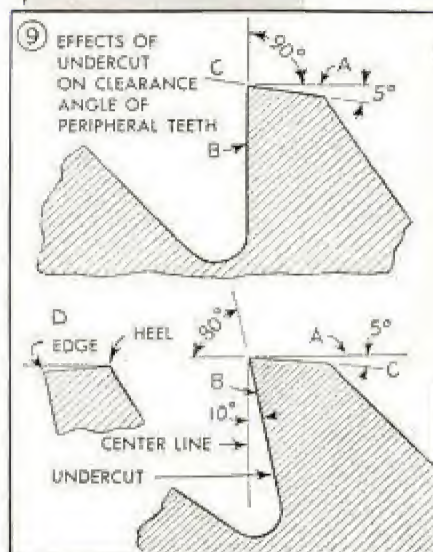 9
EFFECTS OF
UNDERCUT
ON CLEARANCE
ANGLE OF
PERIPHERAL TEETH
90°
C
A
5°
B
D
EDGE
HEEL
80°
A
5°
B
C
10°
CENTER LINE
UNDERCUT